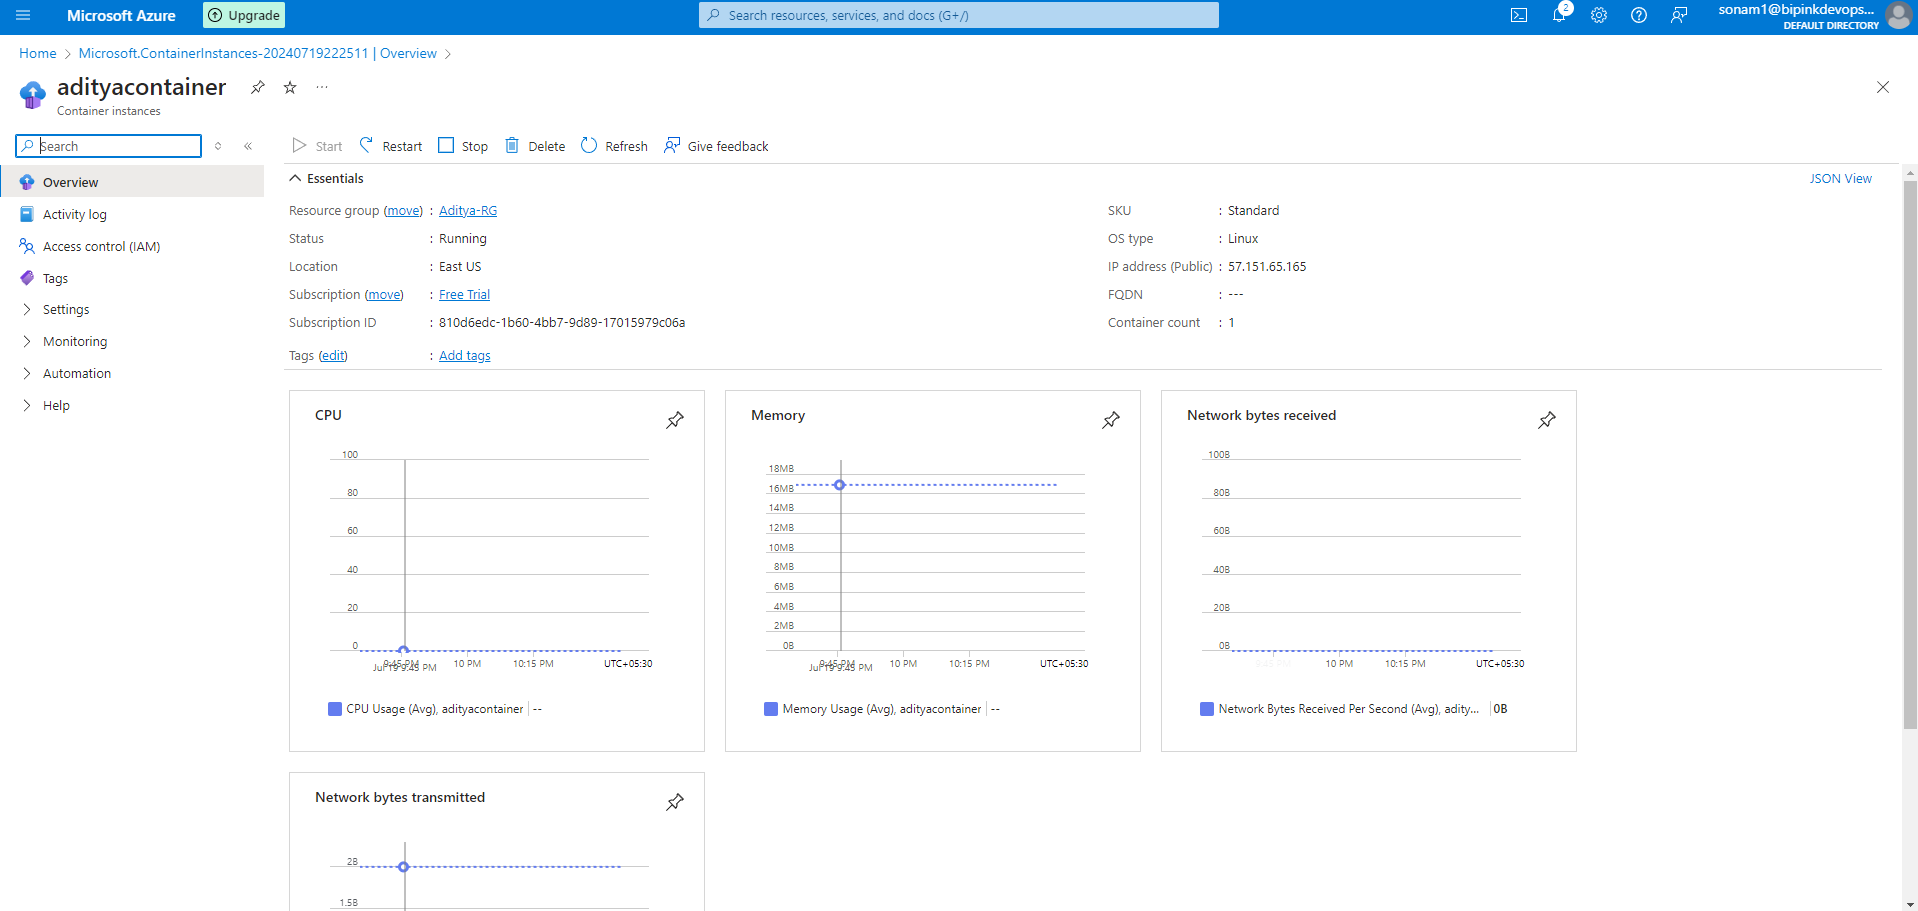 Microsoft Azure
Upgrade
Search resources, services, and docs (G+/)
2
sonam1@bipinkdevops...
DEFAULT DIRECTORY
Home > Microsoft.ContainerInstances-20240719222511 | Overview >
adityacontainer
...
Container instances
Search
«
Start
Restart
Stop
Delete
Refresh
Give feedback
Overview
Activity log
Access control (IAM)
Tags
Settings
Monitoring
Automation
Help
Essentials
JSON View
Resource group (move) : Aditya-RG
Status : Running
Location : East US
Subscription (move) : Free Trial
Subscription ID : 810d6edc-1b60-4bb7-9d89-17015979c06a
Tags (edit) : Add tags
SKU : Standard
OS type : Linux
IP address (Public) : 57.151.65.165
FQDN : ---
Container count : 1
CPU
100
80
60
40
20
0
9:45 PM 10 PM 10:15 PM UTC+05:30
Jul 19 9:45 PM
CPU Usage (Avg), adityacontainer | --
Memory
18MB
16MB
14MB
12MB
10MB
8MB
6MB
4MB
2MB
0B
9:45 PM 10 PM 10:15 PM UTC+05:30
Jul 19 9:45 PM
Memory Usage (Avg), adityacontainer | --
Network bytes received
100B
80B
60B
40B
20B
0B
9:45 PM 10 PM 10:15 PM UTC+05:30
Network Bytes Received Per Second (Avg), adity... | 0B
Network bytes transmitted
2B
1.5B